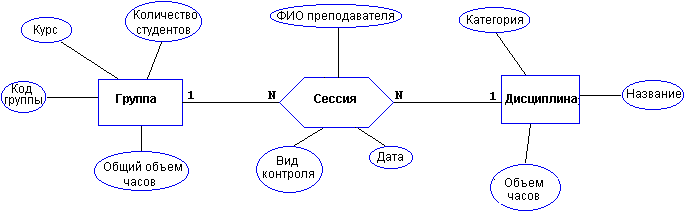 Количество
студентов
ФИО преподавателя
Курс
Категория
Код
группы
Группа
1
N
Сессия
N
1
Дисциплина
Название
Общий объем
часов
Вид
контроля
Дата
Объем
часов